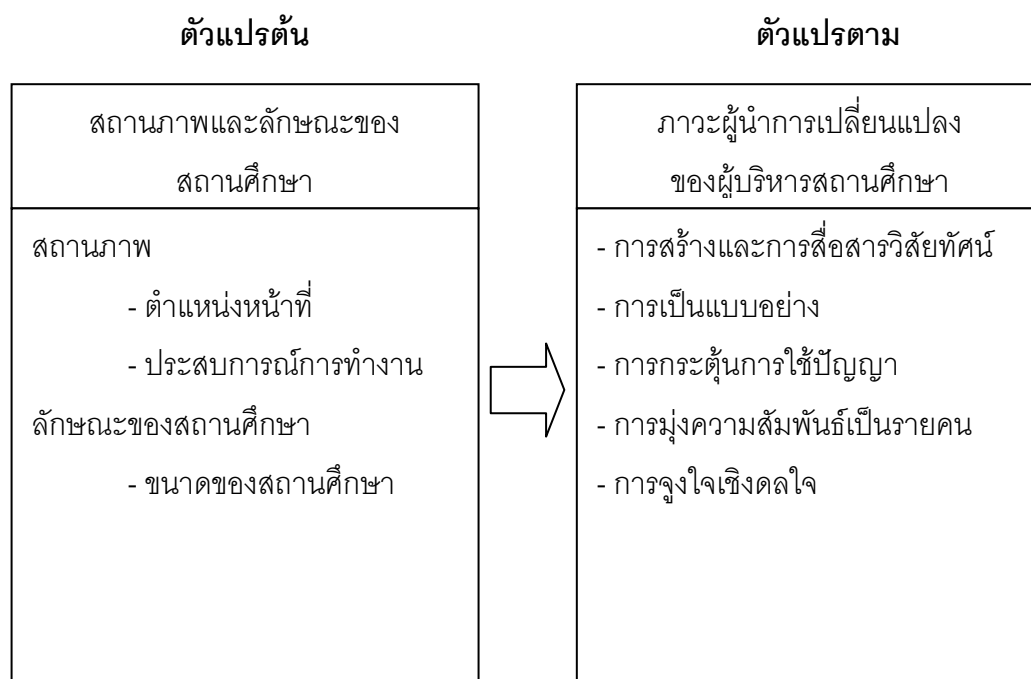 ตัวแปรต้น
สถานภาพและลักษณะของ
สถานศึกษา
สถานภาพ
- ตำแหน่งหน้าที่
- ประสบการณ์การทำงาน
ลักษณะของสถานศึกษา
- ขนาดของสถานศึกษา
ตัวแปรตาม
ภาวะผู้นำการเปลี่ยนแปลง
ของผู้บริหารสถานศึกษา
- การสร้างและการสื่อสารวิสัยทัศน์
- การเป็นแบบอย่าง
- การกระตุ้นการใช้ปัญญา
- การมุ่งความสัมพันธ์เป็นรายคน
- การจูงใจเชิงดลใจ